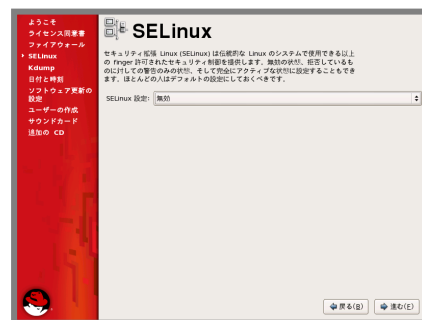 ようこそ
ライセンス同意書
ファイアウォール
SELinux
Kdump
日付と時刻
ソフトウェア更新の
設定
ユーザーの作成
サウンドカード
追加の CD
SELinux
セキュリティ拡張 Linux (SELinux) は伝統的な Linux のシステムで使用できる以上
の finger 許可されたセキュリティ制御を提供します。無効の状態、拒否しているも
のに対しての警告のみの状態、そして完全にアクティブな状態に設定することもでき
ます。ほとんどの人はデフォルトの設定にしておくべきです。
SELinux 設定: 無効
戻る(B) 進む(F)